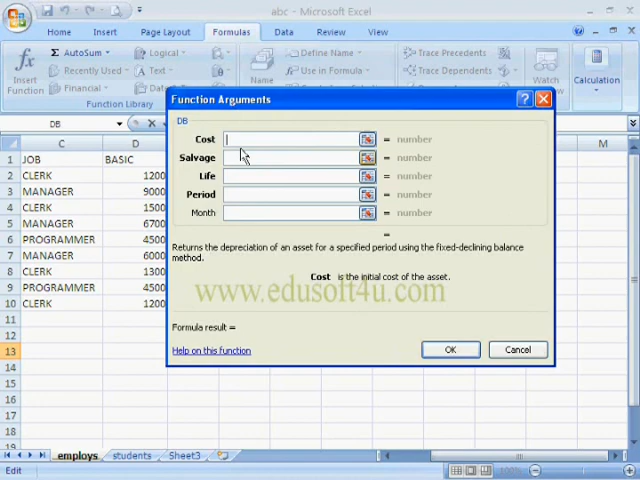 abc - Microsoft Excel
Home Insert Page Layout Formulas Data Review View
fx Insert Function
Σ AutoSum
Recently Used
Financial
Logical
Text
Function Library
Name
Define Name
Use in Formula
Trace Precedents
Trace Dependents
Watch
Calculation
DB
Function Arguments
DB
Cost = number
Salvage = number
Life = number
Period = number
Month = number
=
Returns the depreciation of an asset for a specified period using the fixed-declining balance
method.
Cost is the initial cost of the asset.
www.edusoft4u.com
Formula result =
Help on this function
OK Cancel
C D M
1 JOB BASIC
2 CLERK 1200
3 MANAGER 9000
4 CLERK 1500
5 MANAGER 6700
6 PROGRAMMER 4500
7 MANAGER 6000
8 CLERK 1300
9 PROGRAMMER 4500
10 CLERK 1200
11
12
13
14
15
16
17
18
employs students Sheet3
Edit 100%